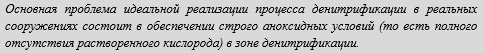 Основная проблема идеальной реализации процесса денитрификации в реальных
сооружениях состоит в обеспечении строго аноксидных условий (то есть полного
отсутствия растворенного кислорода) в зоне денитрификации.